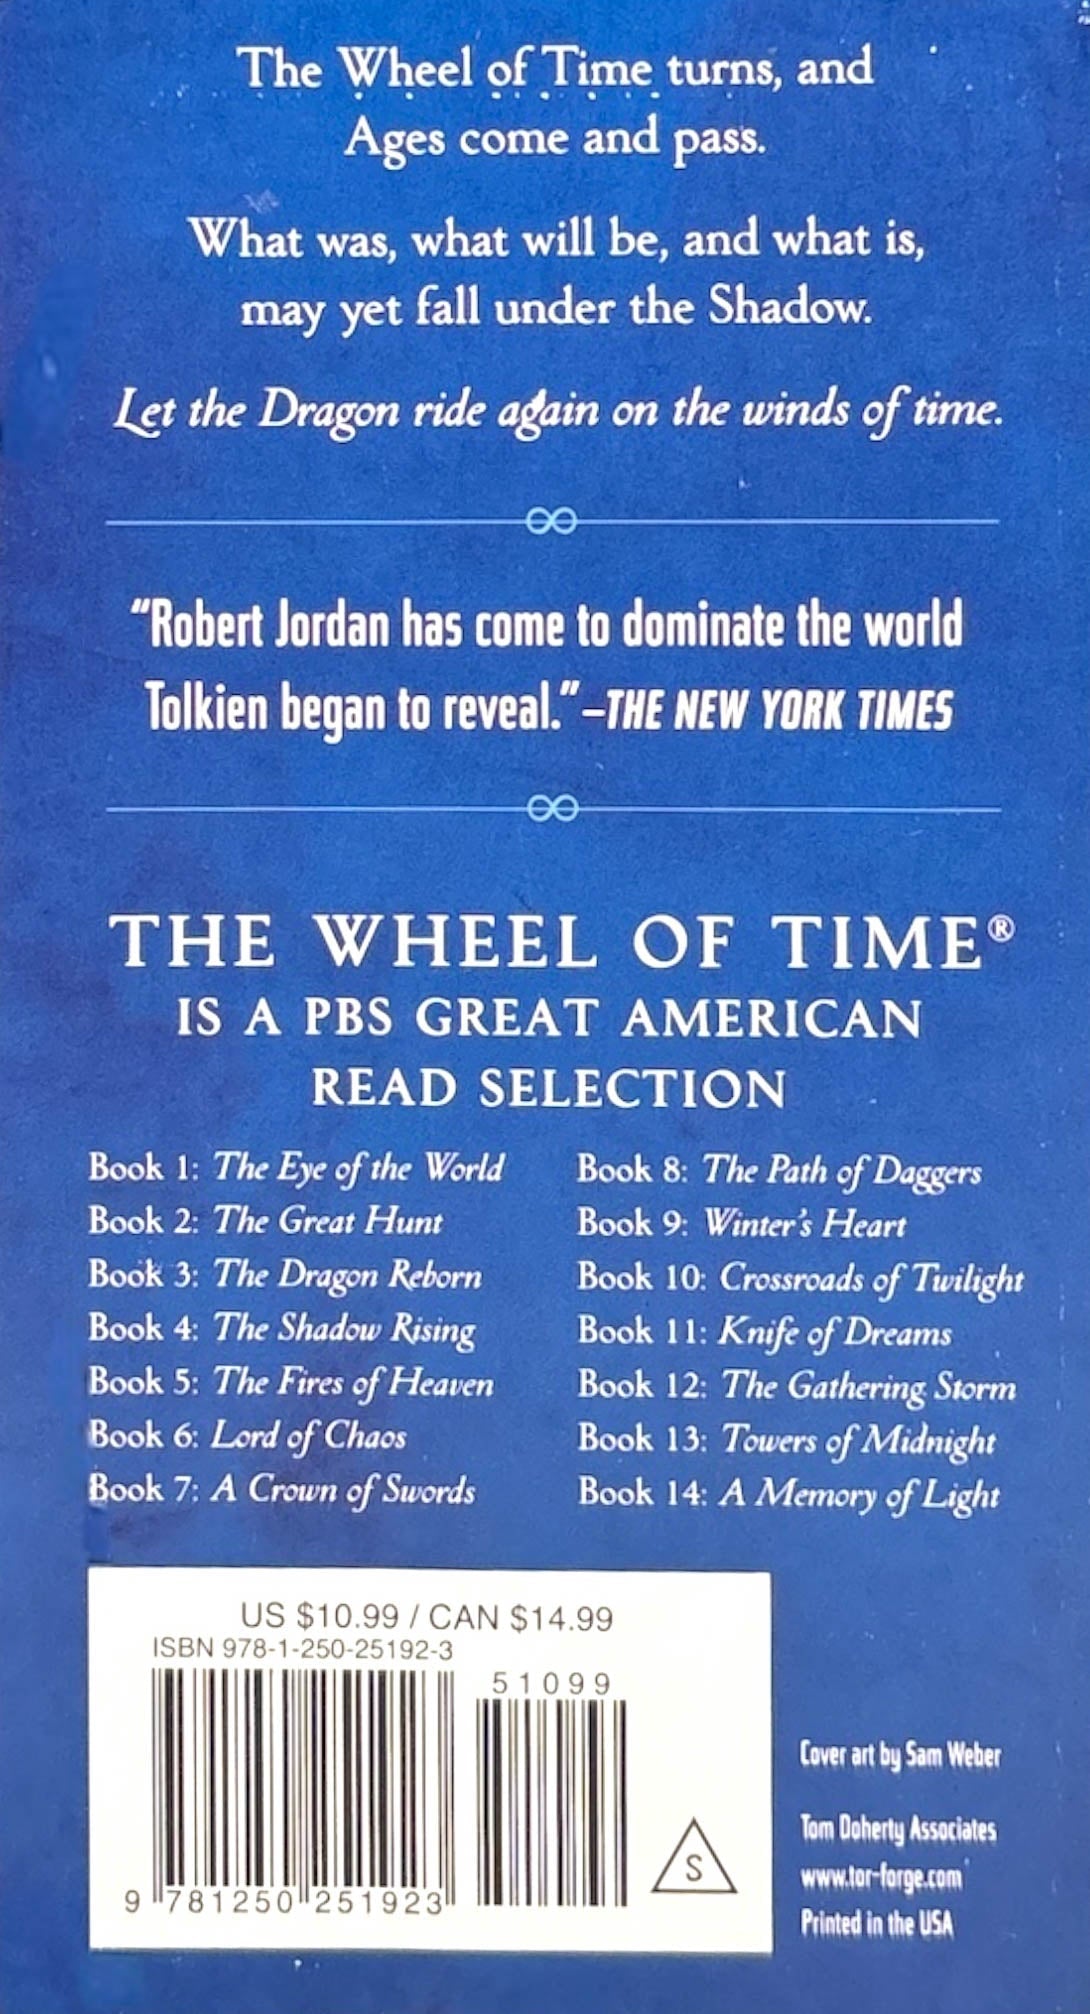 The Wheel of Time turns, and
Ages come and pass.
What was, what will be, and what is,
may yet fall under the Shadow.
Let the Dragon ride again on the winds of time.
“Robert Jordan has come to dominate the world
Tolkien began to reveal.” –THE NEW YORK TIMES
THE WHEEL OF TIME®
IS A PBS GREAT AMERICAN
READ SELECTION
Book 1: The Eye of the World
Book 2: The Great Hunt
Book 3: The Dragon Reborn
Book 4: The Shadow Rising
Book 5: The Fires of Heaven
Book 6: Lord of Chaos
Book 7: A Crown of Swords
Book 8: The Path of Daggers
Book 9: Winter’s Heart
Book 10: Crossroads of Twilight
Book 11: Knife of Dreams
Book 12: The Gathering Storm
Book 13: Towers of Midnight
Book 14: A Memory of Light
US $10.99 / CAN $14.99
ISBN 978-1-250-25192-3
51099
9 781250 251923
S
Cover art by Sam Weber
Tom Doherty Associates
www.tor-forge.com
Printed in the USA